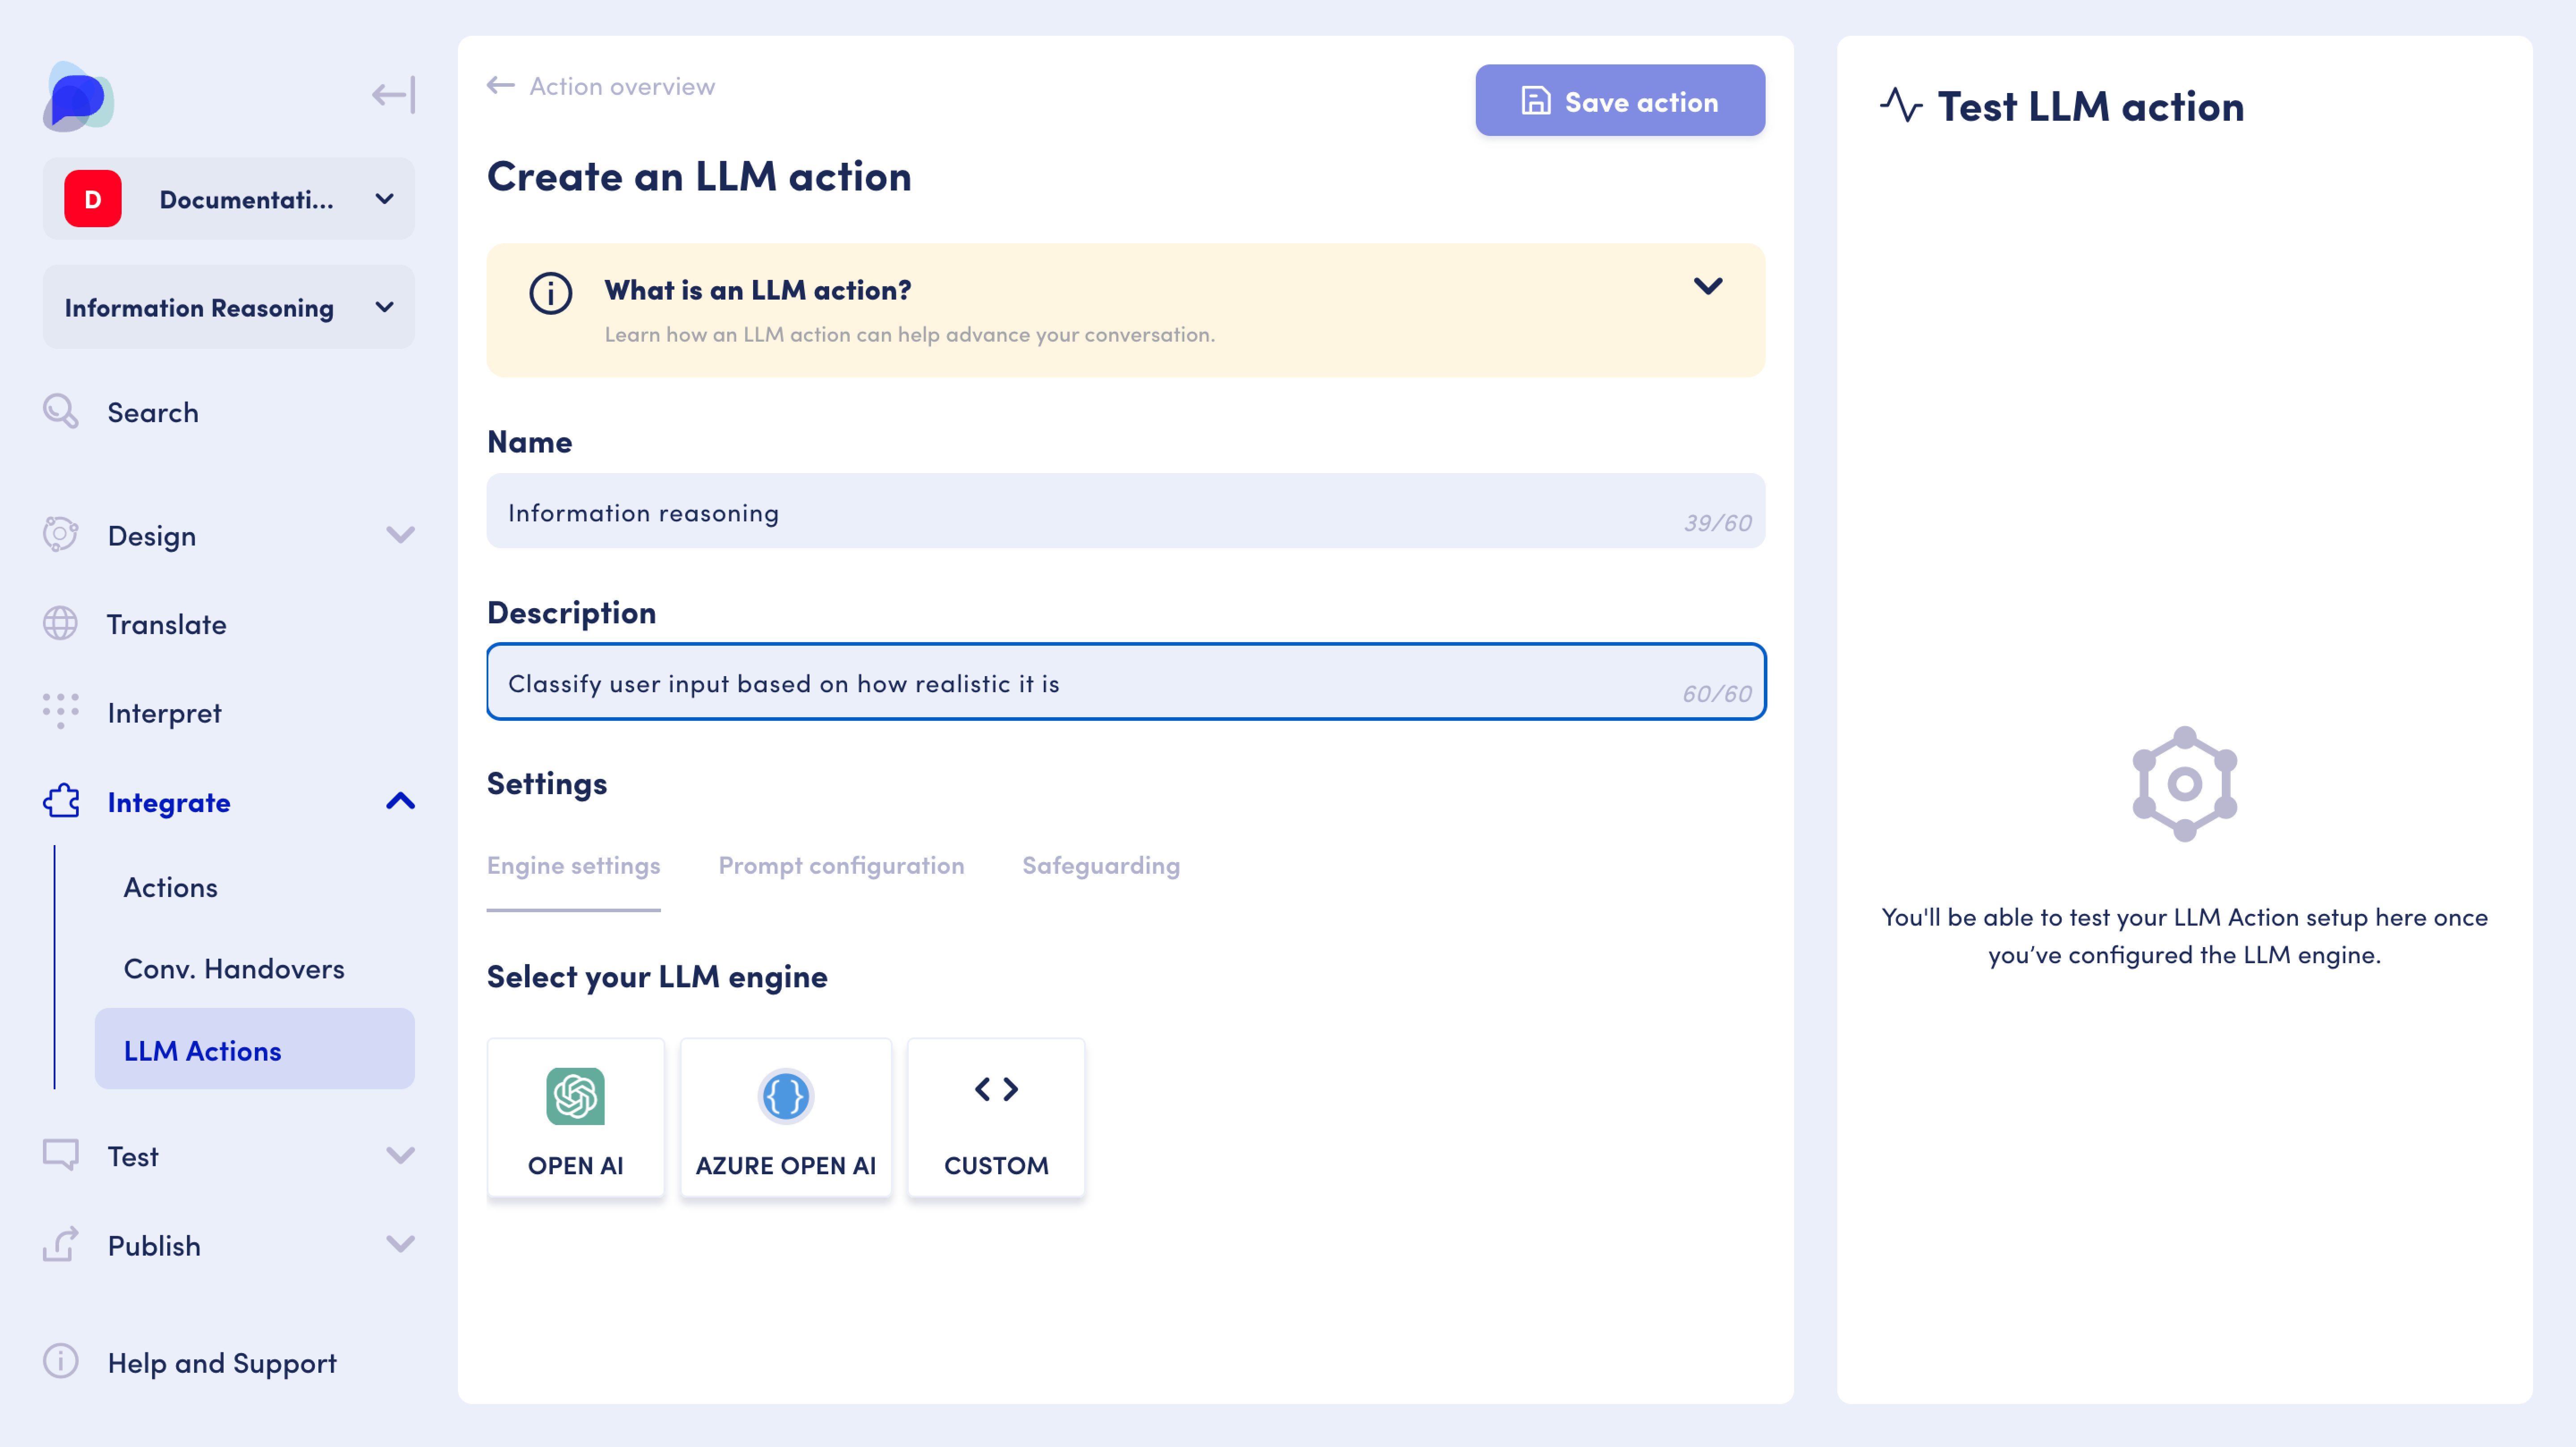 D
Documentati...
Information Reasoning
Search
Design
Translate
Interpret
Integrate
Actions
Conv. Handovers
LLM Actions
Test
Publish
Help and Support
Action overview
Save action
Create an LLM action
What is an LLM action?
Learn how an LLM action can help advance your conversation.
Name
Information reasoning
39/60
Description
Classify user input based on how realistic it is
60/60
Settings
Engine settings Prompt configuration Safeguarding
Select your LLM engine
OPEN AI AZURE OPEN AI CUSTOM
Test LLM action
You'll be able to test your LLM Action setup here once
you’ve configured the LLM engine.